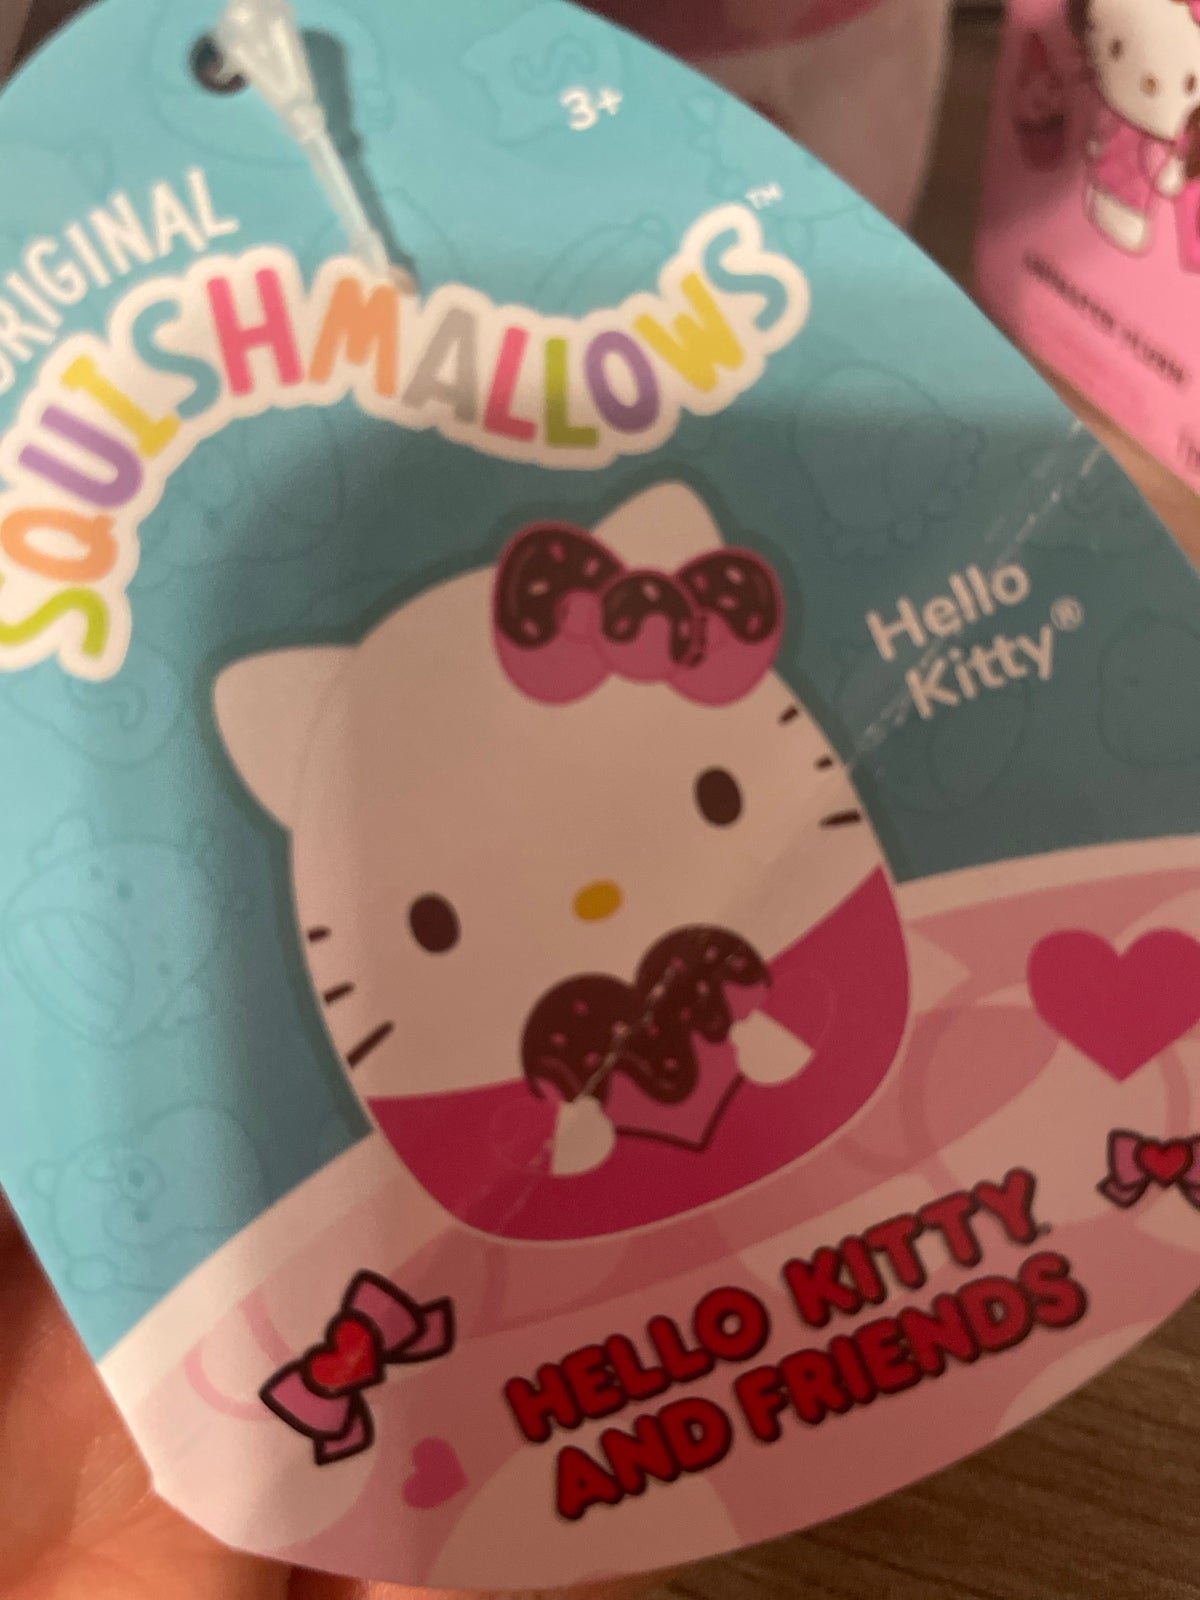 3+
ORIGINAL
SQUISHMALLOWS™
Hello
Kitty®
HELLO KITTY
AND FRIENDS